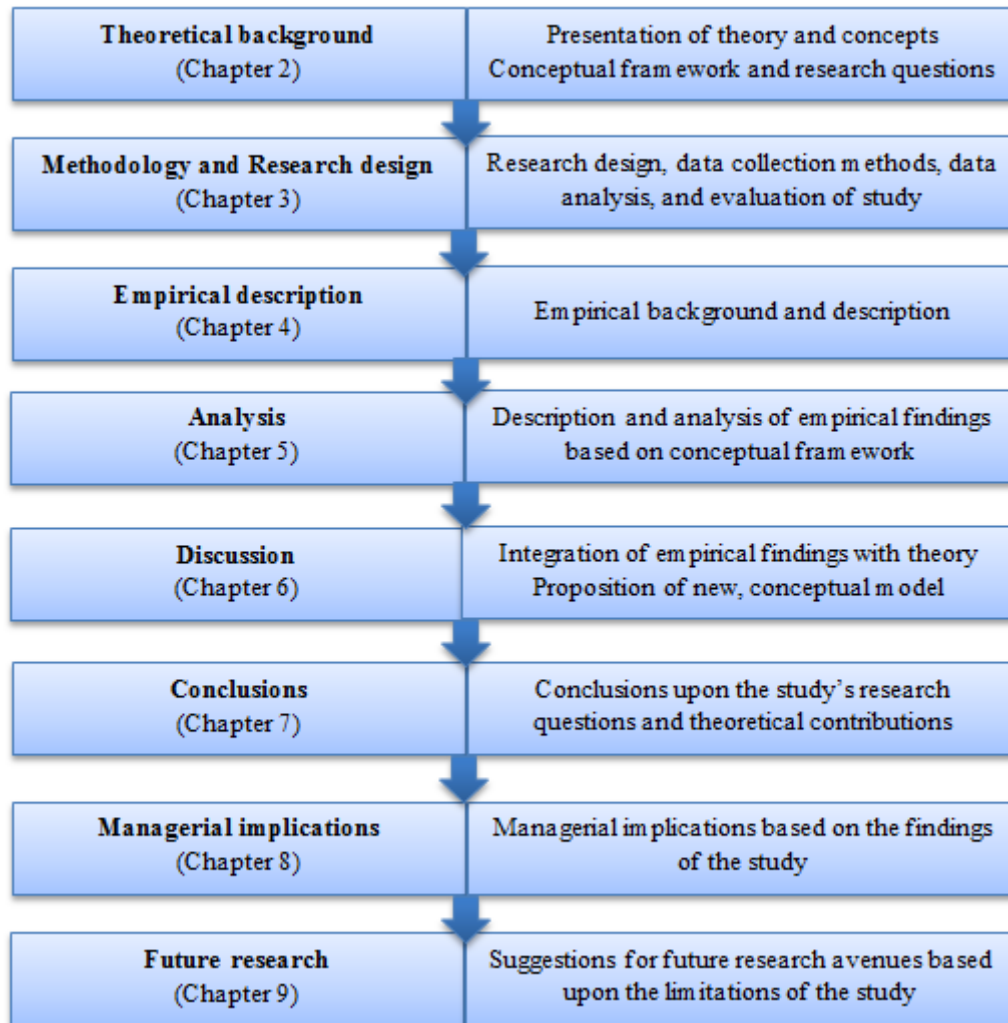 Theoretical background
(Chapter 2)
Presentation of theory and concepts
Conceptual framework and research questions
Methodology and Research design
(Chapter 3)
Research design, data collection methods, data
analysis, and evaluation of study
Empirical description
(Chapter 4)
Empirical background and description
Analysis
(Chapter 5)
Description and analysis of empirical findings
based on conceptual framework
Discussion
(Chapter 6)
Integration of empirical findings with theory
Proposition of new, conceptual model
Conclusions
(Chapter 7)
Conclusions upon the study’s research
questions and theoretical contributions
Managerial implications
(Chapter 8)
Managerial implications based on the findings
of the study
Future research
(Chapter 9)
Suggestions for future research avenues based
upon the limitations of the study